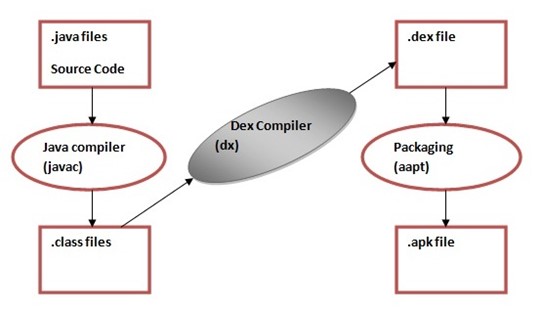 .java files
Source Code
Java compiler
(javac)
.class files
Dex Compiler
(dx)
.dex file
Packaging
(aapt)
.apk file